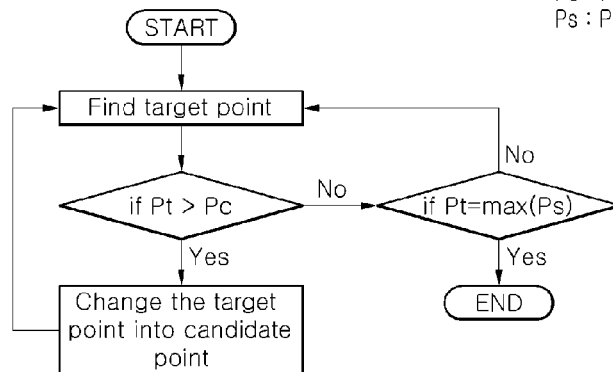 Ps : P
START
Find target point
No
if Pt > Pc
No
if Pt=max(Ps)
Yes
Yes
Change the target
point into candidate
point
END